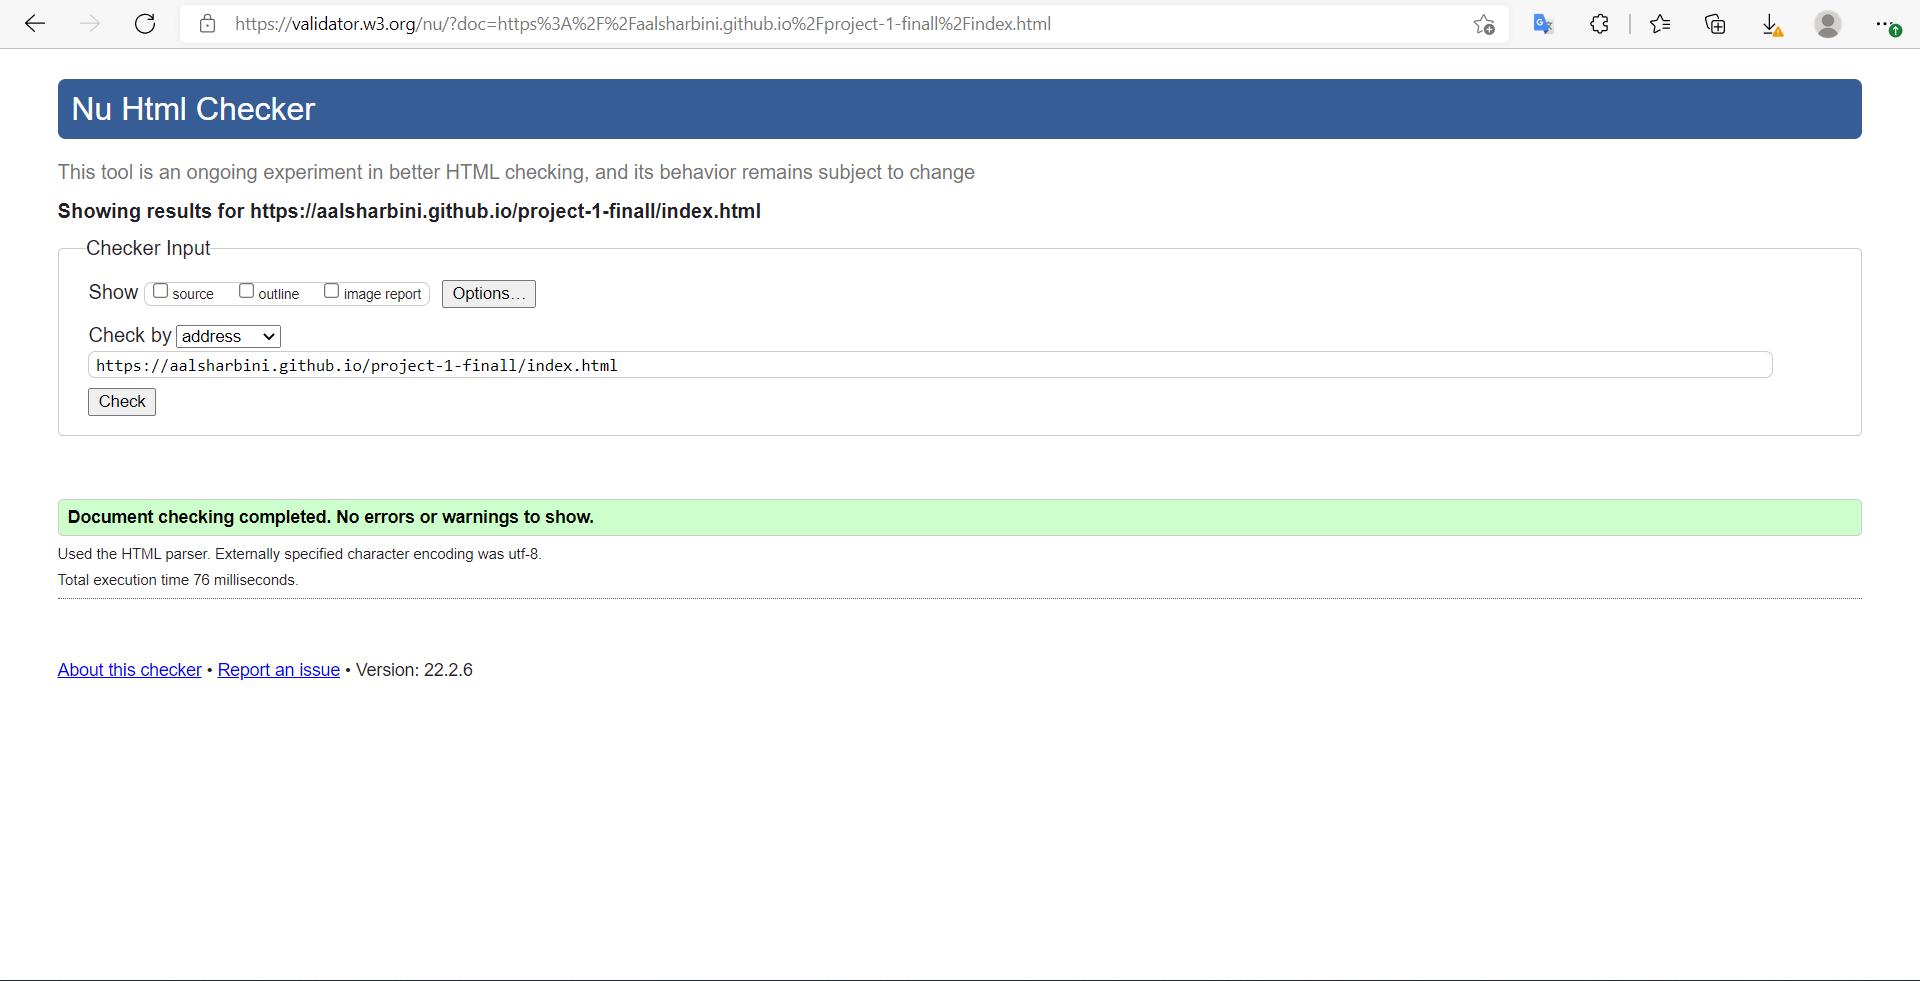 https://validator.w3.org/nu/?doc=https%3A%2F%2Faalsharbini.github.io%2Fproject-1-finall%2Findex.html
Nu Html Checker
This tool is an ongoing experiment in better HTML checking, and its behavior remains subject to change
Showing results for https://aalsharbini.github.io/project-1-finall/index.html
Checker Input
Show source outline image report Options...
Check by address
https://aalsharbini.github.io/project-1-finall/index.html
Check
Document checking completed. No errors or warnings to show.
Used the HTML parser. Externally specified character encoding was utf-8.
Total execution time 76 milliseconds.
About this checker • Report an issue • Version: 22.2.6